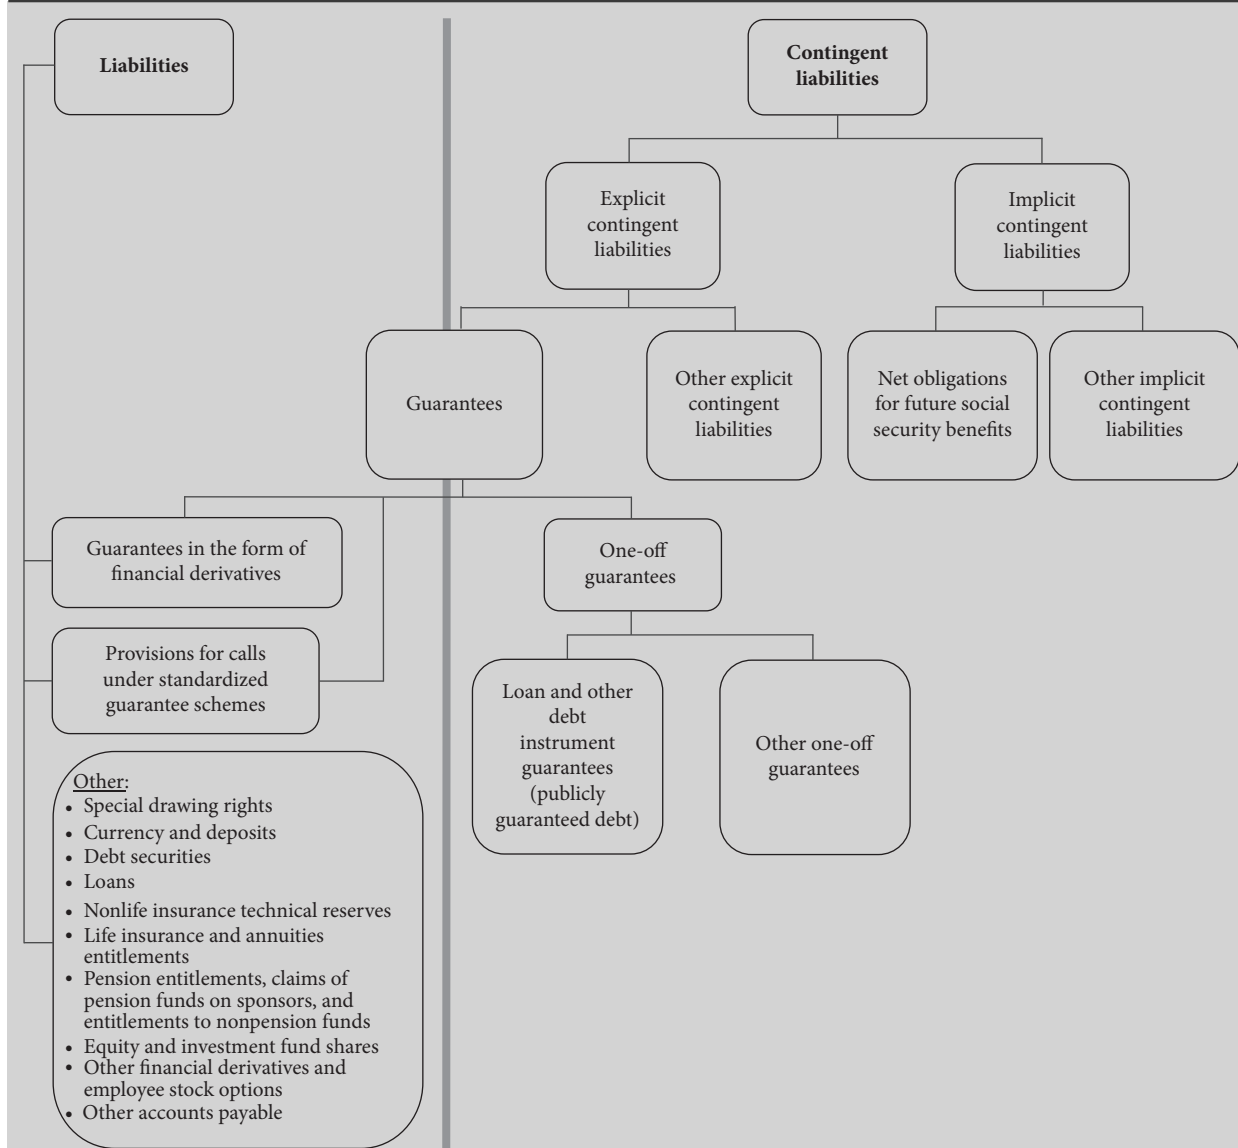 Liabilities
Contingent
liabilities
Explicit
contingent
liabilities
Implicit
contingent
liabilities
Guarantees
Other explicit
contingent
liabilities
Net obligations
for future social
security benefits
Other implicit
contingent
liabilities
Guarantees in the form of
financial derivatives
One-off
guarantees
Provisions for calls
under standardized
guarantee schemes
Loan and other
debt
instrument
guarantees
(publicly
guaranteed debt)
Other one-off
guarantees
Other:
• Special drawing rights
• Currency and deposits
• Debt securities
• Loans
• Nonlife insurance technical reserves
• Life insurance and annuities
entitlements
• Pension entitlements, claims of
pension funds on sponsors, and
entitlements to nonpension funds
• Equity and investment fund shares
• Other financial derivatives and
employee stock options
• Other accounts payable